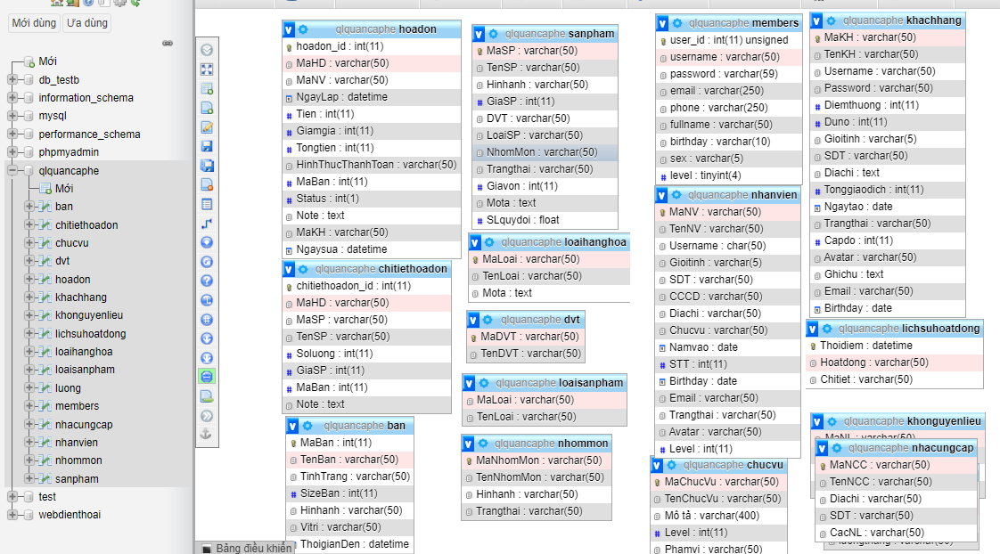 Mới dùng
Ưa dùng
Mới
db_testb
information_schema
mysql
performance_schema
phpmyadmin
qlquancaphe
Mới
ban
chitiethoadon
chucvu
dvt
hoadon
khachhang
khonguyenlieu
lichsuhoatdong
loaihanghoa
loaisanpham
luong
members
nhacungcap
nhanvien
nhommon
sanpham
test
webdienthoai
qlquancaphe hoadon
hoadon_id : int(11)
MaHD : varchar(50)
MaNV : varchar(50)
NgayLap : datetime
Tien : int(11)
Giamgia : int(11)
Tongtien : int(11)
HinhThucThanhToan : varchar(50)
MaBan : int(11)
Status : int(1)
Note : text
MaKH : varchar(50)
Ngaysua : datetime
qlquancaphe chitiethoadon
chitiethoadon_id : int(11)
MaHD : varchar(50)
MaSP : varchar(50)
TenSP : varchar(50)
Soluong : int(11)
GiaSP : int(11)
MaBan : int(11)
Note : text
qlquancaphe ban
MaBan : int(11)
TenBan : varchar(50)
TinhTrang : varchar(50)
SizeBan : int(11)
Hinhanh : varchar(50)
Vitri : varchar(50)
ThoigianDen : datetime
Bảng điều khiển
qlquancaphe sanpham
MaSP : varchar(50)
TenSP : varchar(50)
Hinhanh : varchar(50)
GiaSP : int(11)
DVT : varchar(50)
LoaiSP : varchar(50)
NhomMon : varchar(50)
Trangthai : varchar(50)
Giavon : int(11)
Mota : text
SLquydoi : float
qlquancaphe loaihanghoa
MaLoai : varchar(50)
TenLoai : varchar(50)
Mota : text
qlquancaphe dvt
MaDVT : varchar(50)
TenDVT : varchar(50)
qlquancaphe loaisanpham
MaLoai : varchar(50)
TenLoai : varchar(50)
qlquancaphe nhommon
MaNhomMon : varchar(50)
TenNhomMon : varchar(50)
Hinhanh : varchar(50)
Trangthai : varchar(50)
qlquancaphe members
user_id : int(11) unsigned
username : varchar(50)
password : varchar(59)
email : varchar(250)
phone : varchar(250)
fullname : varchar(50)
birthday : varchar(10)
sex : varchar(5)
level : tinyint(4)
qlquancaphe nhanvien
MaNV : varchar(50)
TenNV : varchar(50)
Username : char(50)
Gioitinh : varchar(5)
SDT : varchar(50)
CCCD : varchar(50)
Diachi : varchar(50)
Chucvu : varchar(50)
Namvao : date
STT : int(11)
Birthday : date
Email : varchar(50)
Trangthai : varchar(50)
Avatar : varchar(50)
Level : int(11)
qlquancaphe chucvu
MaChucVu : varchar(50)
TenChucVu : varchar(50)
Mô tả : varchar(400)
Level : int(11)
Phamvi : varchar(50)
qlquancaphe khachhang
MaKH : varchar(50)
TenKH : varchar(50)
Username : varchar(50)
Password : varchar(50)
Diemthuong : int(11)
Duno : int(11)
Gioitinh : varchar(5)
SDT : varchar(50)
Diachi : text
Tonggiaodich : int(11)
Ngaytao : date
Trangthai : varchar(50)
Capdo : int(11)
Avatar : varchar(50)
Ghichu : text
Email : varchar(50)
Birthday : date
qlquancaphe lichsuhoatdong
Thoidiem : datetime
Hoatdong : varchar(50)
Chitiet : varchar(50)
qlquancaphe khonguyenlieu
MaNL : varchar(50)
qlquancaphe nhacungcap
MaNCC : varchar(50)
TenNCC : varchar(50)
Diachi : varchar(50)
SDT : varchar(50)
CacNL : varchar(50)